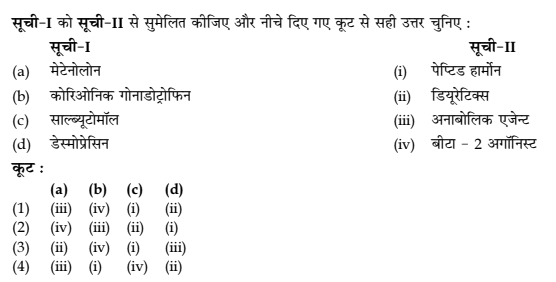 सूची-I को सूची-II से सुमेलित कीजिए और नीचे दिए गए कूट से सही उत्तर चुनिए :
सूची-I सूची-II
(a) मेटेनोलोन (i) पेप्टिड हार्मोन
(b) कोरिओनिक गोनाडोट्रोफिन (ii) डियूरेटिक्स
(c) साल्ब्यूटोमॉल (iii) अनाबोलिक एजेन्ट
(d) डेस्मोप्रेसिन (iv) बीटा - 2 अगॉनिस्ट
कूट :
(a) (b) (c) (d)
(1) (iii) (iv) (i) (ii)
(2) (iv) (iii) (ii) (i)
(3) (ii) (iv) (i) (iii)
(4) (iii) (i) (iv) (ii)